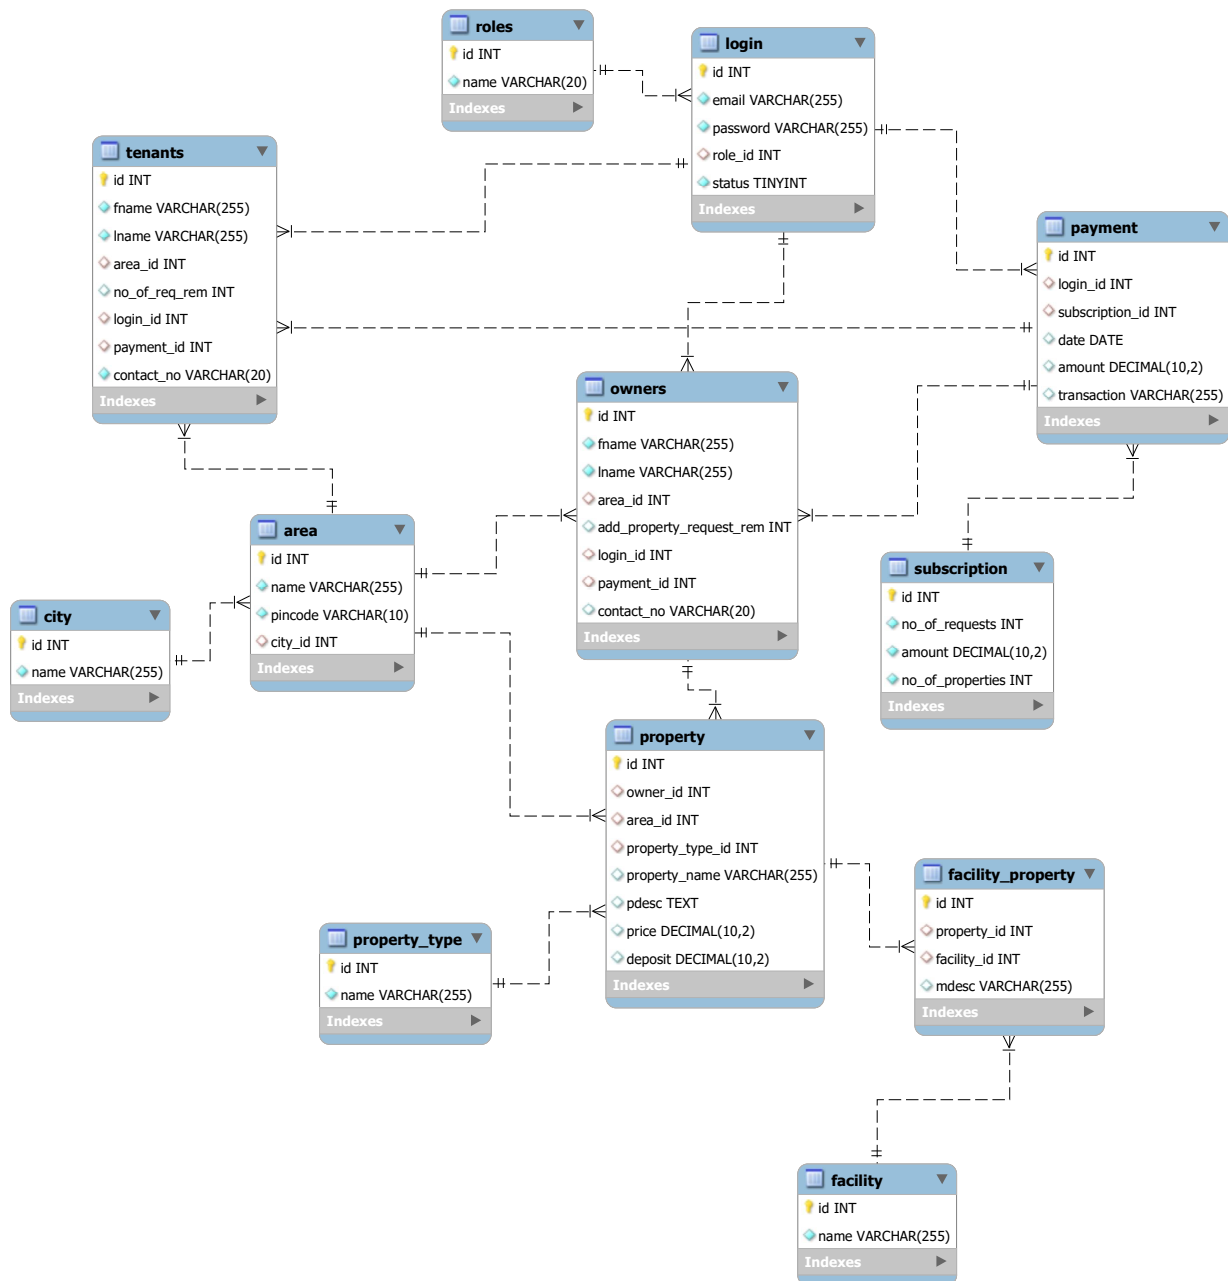 roles
id INT
name VARCHAR(20)
Indexes
login
id INT
email VARCHAR(255)
password VARCHAR(255)
role_id INT
status TINYINT
Indexes
tenants
id INT
fname VARCHAR(255)
lname VARCHAR(255)
area_id INT
no_of_req_rem INT
login_id INT
payment_id INT
contact_no VARCHAR(20)
Indexes
payment
id INT
login_id INT
subscription_id INT
date DATE
amount DECIMAL(10,2)
transaction VARCHAR(255)
Indexes
owners
id INT
fname VARCHAR(255)
lname VARCHAR(255)
area_id INT
add_property_request_rem INT
login_id INT
payment_id INT
contact_no VARCHAR(20)
Indexes
area
id INT
name VARCHAR(255)
pincode VARCHAR(10)
city_id INT
Indexes
city
id INT
name VARCHAR(255)
Indexes
subscription
id INT
no_of_requests INT
amount DECIMAL(10,2)
no_of_properties INT
Indexes
property
id INT
owner_id INT
area_id INT
property_type_id INT
property_name VARCHAR(255)
pdesc TEXT
price DECIMAL(10,2)
deposit DECIMAL(10,2)
Indexes
facility_property
id INT
property_id INT
facility_id INT
mdesc VARCHAR(255)
Indexes
property_type
id INT
name VARCHAR(255)
Indexes
facility
id INT
name VARCHAR(255)
Indexes